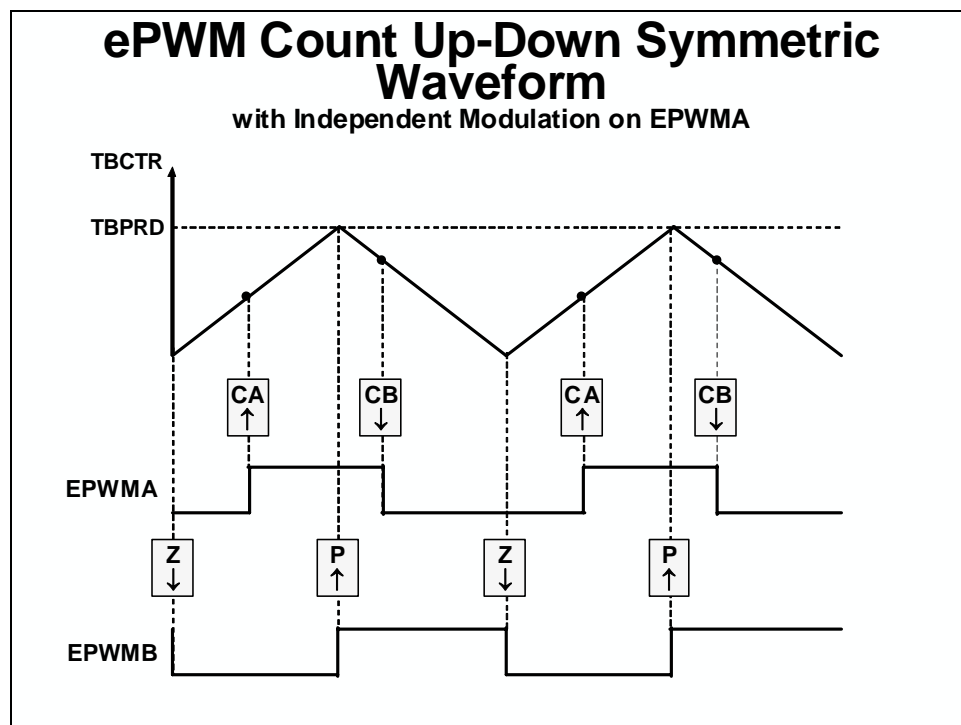 ePWM Count Up-Down Symmetric
Waveform
with Independent Modulation on EPWMA
TBCTR
TBPRD
CA
↑
CB
↓
CA
↑
CB
↓
EPWMA
Z
↓
P
↑
Z
↓
P
↑
EPWMB